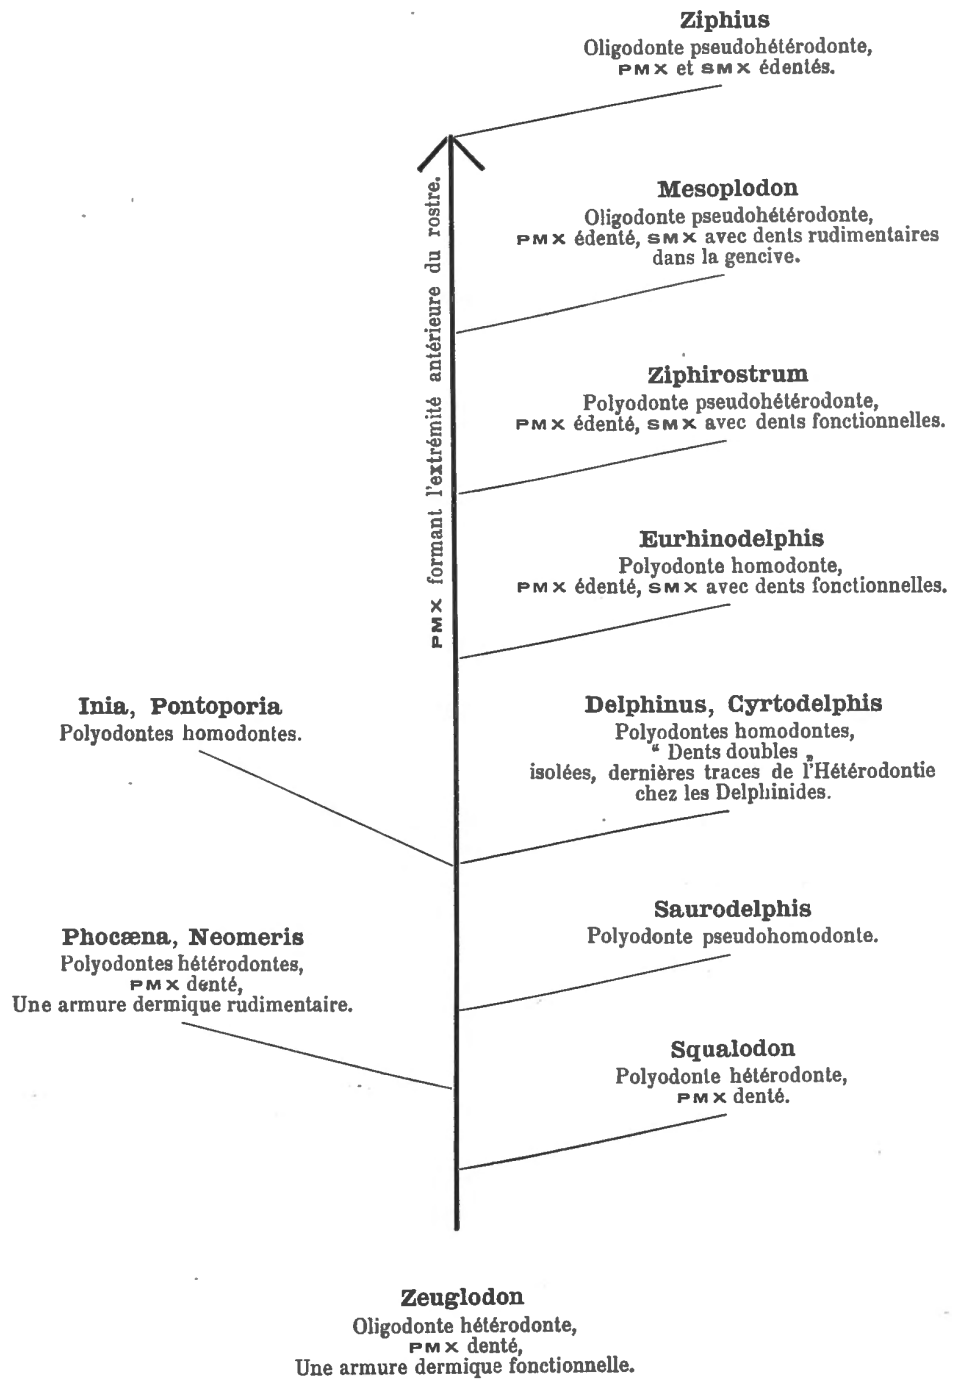 Ziphius
Oligodonte pseudohétérodonte,
PMX et SMX édentés.
Mesoplodon
Oligodonte pseudohétérodonte,
PMX édenté, SMX avec dents rudimentaires
dans la gencive.
Ziphirostrum
Polyodonte pseudohétérodonte,
PMX édenté, SMX avec dents fonctionnelles.
PMX formant l'extrémité antérieure du rostre.
Eurhinodelphis
Polyodonte homodonte,
PMX édenté, SMX avec dents fonctionnelles.
Inia, Pontoporia
Polyodontes homodontes.
Delphinus, Cyrtodelphis
Polyodontes homodontes,
“ Dents doubles „
isolées, dernières traces de l'Hétérodontie
chez les Delphinides.
Phocæna, Neomeris
Polyodontes hétérodontes,
PMX denté,
Une armure dermique rudimentaire.
Saurodelphis
Polyodonte pseudohomodonte.
Squalodon
Polyodonte hétérodonte,
PMX denté.
Zeuglodon
Oligodonte hétérodonte,
PMX denté,
Une armure dermique fonctionnelle.